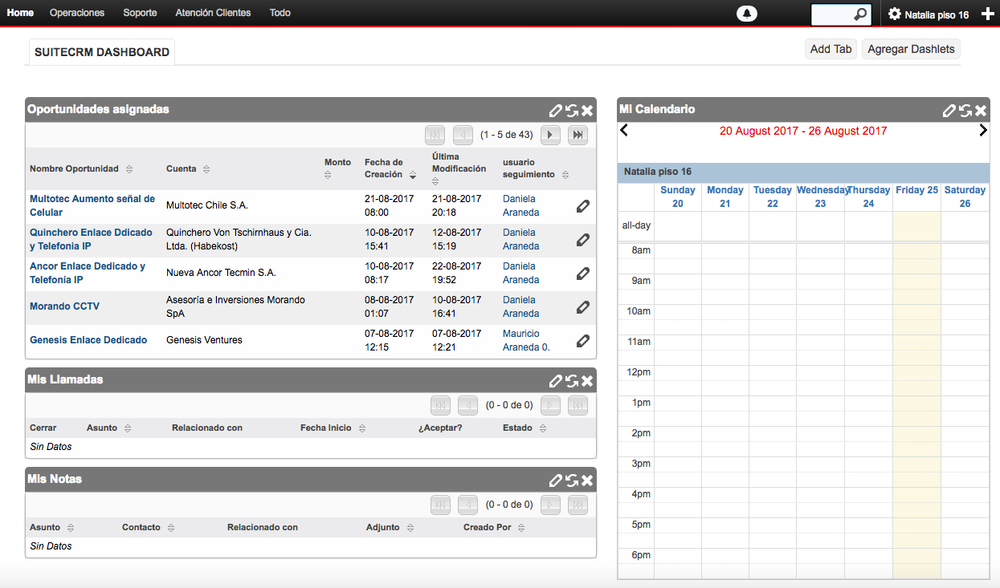 Home Operaciones Soporte Atención Clientes Todo Natalia piso 16
SUITECRM DASHBOARD
Add Tab Agregar Dashlets
Oportunidades asignadas
(1 - 5 de 43)
Nombre Oportunidad Cuenta Monto Fecha de Creación Última Modificación usuario seguimiento
Multotec Aumento señal de Celular Multotec Chile S.A. 21-08-2017 08:00 21-08-2017 20:18 Daniela Araneda
Quinchero Enlace Ddicado y Telefonia IP Quinchero Von Tschirnhaus y Cia. Ltda. (Habekost) 10-08-2017 15:41 12-08-2017 15:19 Daniela Araneda
Ancor Enlace Dedicado y Telefonía IP Nueva Ancor Tecmin S.A. 10-08-2017 08:17 22-08-2017 19:52 Daniela Araneda
Morando CCTV Asesoría e Inversiones Morando SpA 08-08-2017 01:07 10-08-2017 16:41 Daniela Araneda
Genesis Enlace Dedicado Genesis Ventures 07-08-2017 12:15 07-08-2017 12:21 Mauricio Araneda 0.
Mis Llamadas
(0 - 0 de 0)
Cerrar Asunto Relacionado con Fecha Inicio ¿Aceptar? Estado
Sin Datos
Mis Notas
(0 - 0 de 0)
Asunto Contacto Relacionado con Adjunto Creado Por
Sin Datos
Mi Calendario
20 August 2017 - 26 August 2017
Natalia piso 16
Sunday 20 Monday 21 Tuesday 22 Wednesday 23 Thursday 24 Friday 25 Saturday 26
all-day
8am
9am
10am
11am
12pm
1pm
2pm
3pm
4pm
5pm
6pm